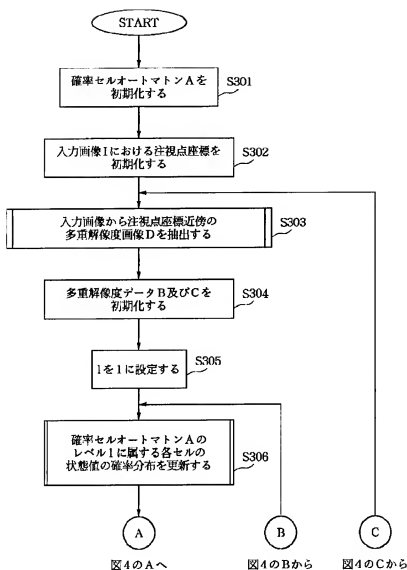 START
確率セルオートマトンAを
初期化する
S301
入力画像Iにおける注視点座標を
初期化する
S302
入力画像から注視点座標近傍の
多重解像度画像Dを抽出する
S303
多重解像度データB及びCを
初期化する
S304
lを1に設定する
S305
確率セルオートマトンAの
レベルlに属する各セルの
状態値の確率分布を更新する
S306
A
B
C
図4のAへ
図4のBから
図4のCから